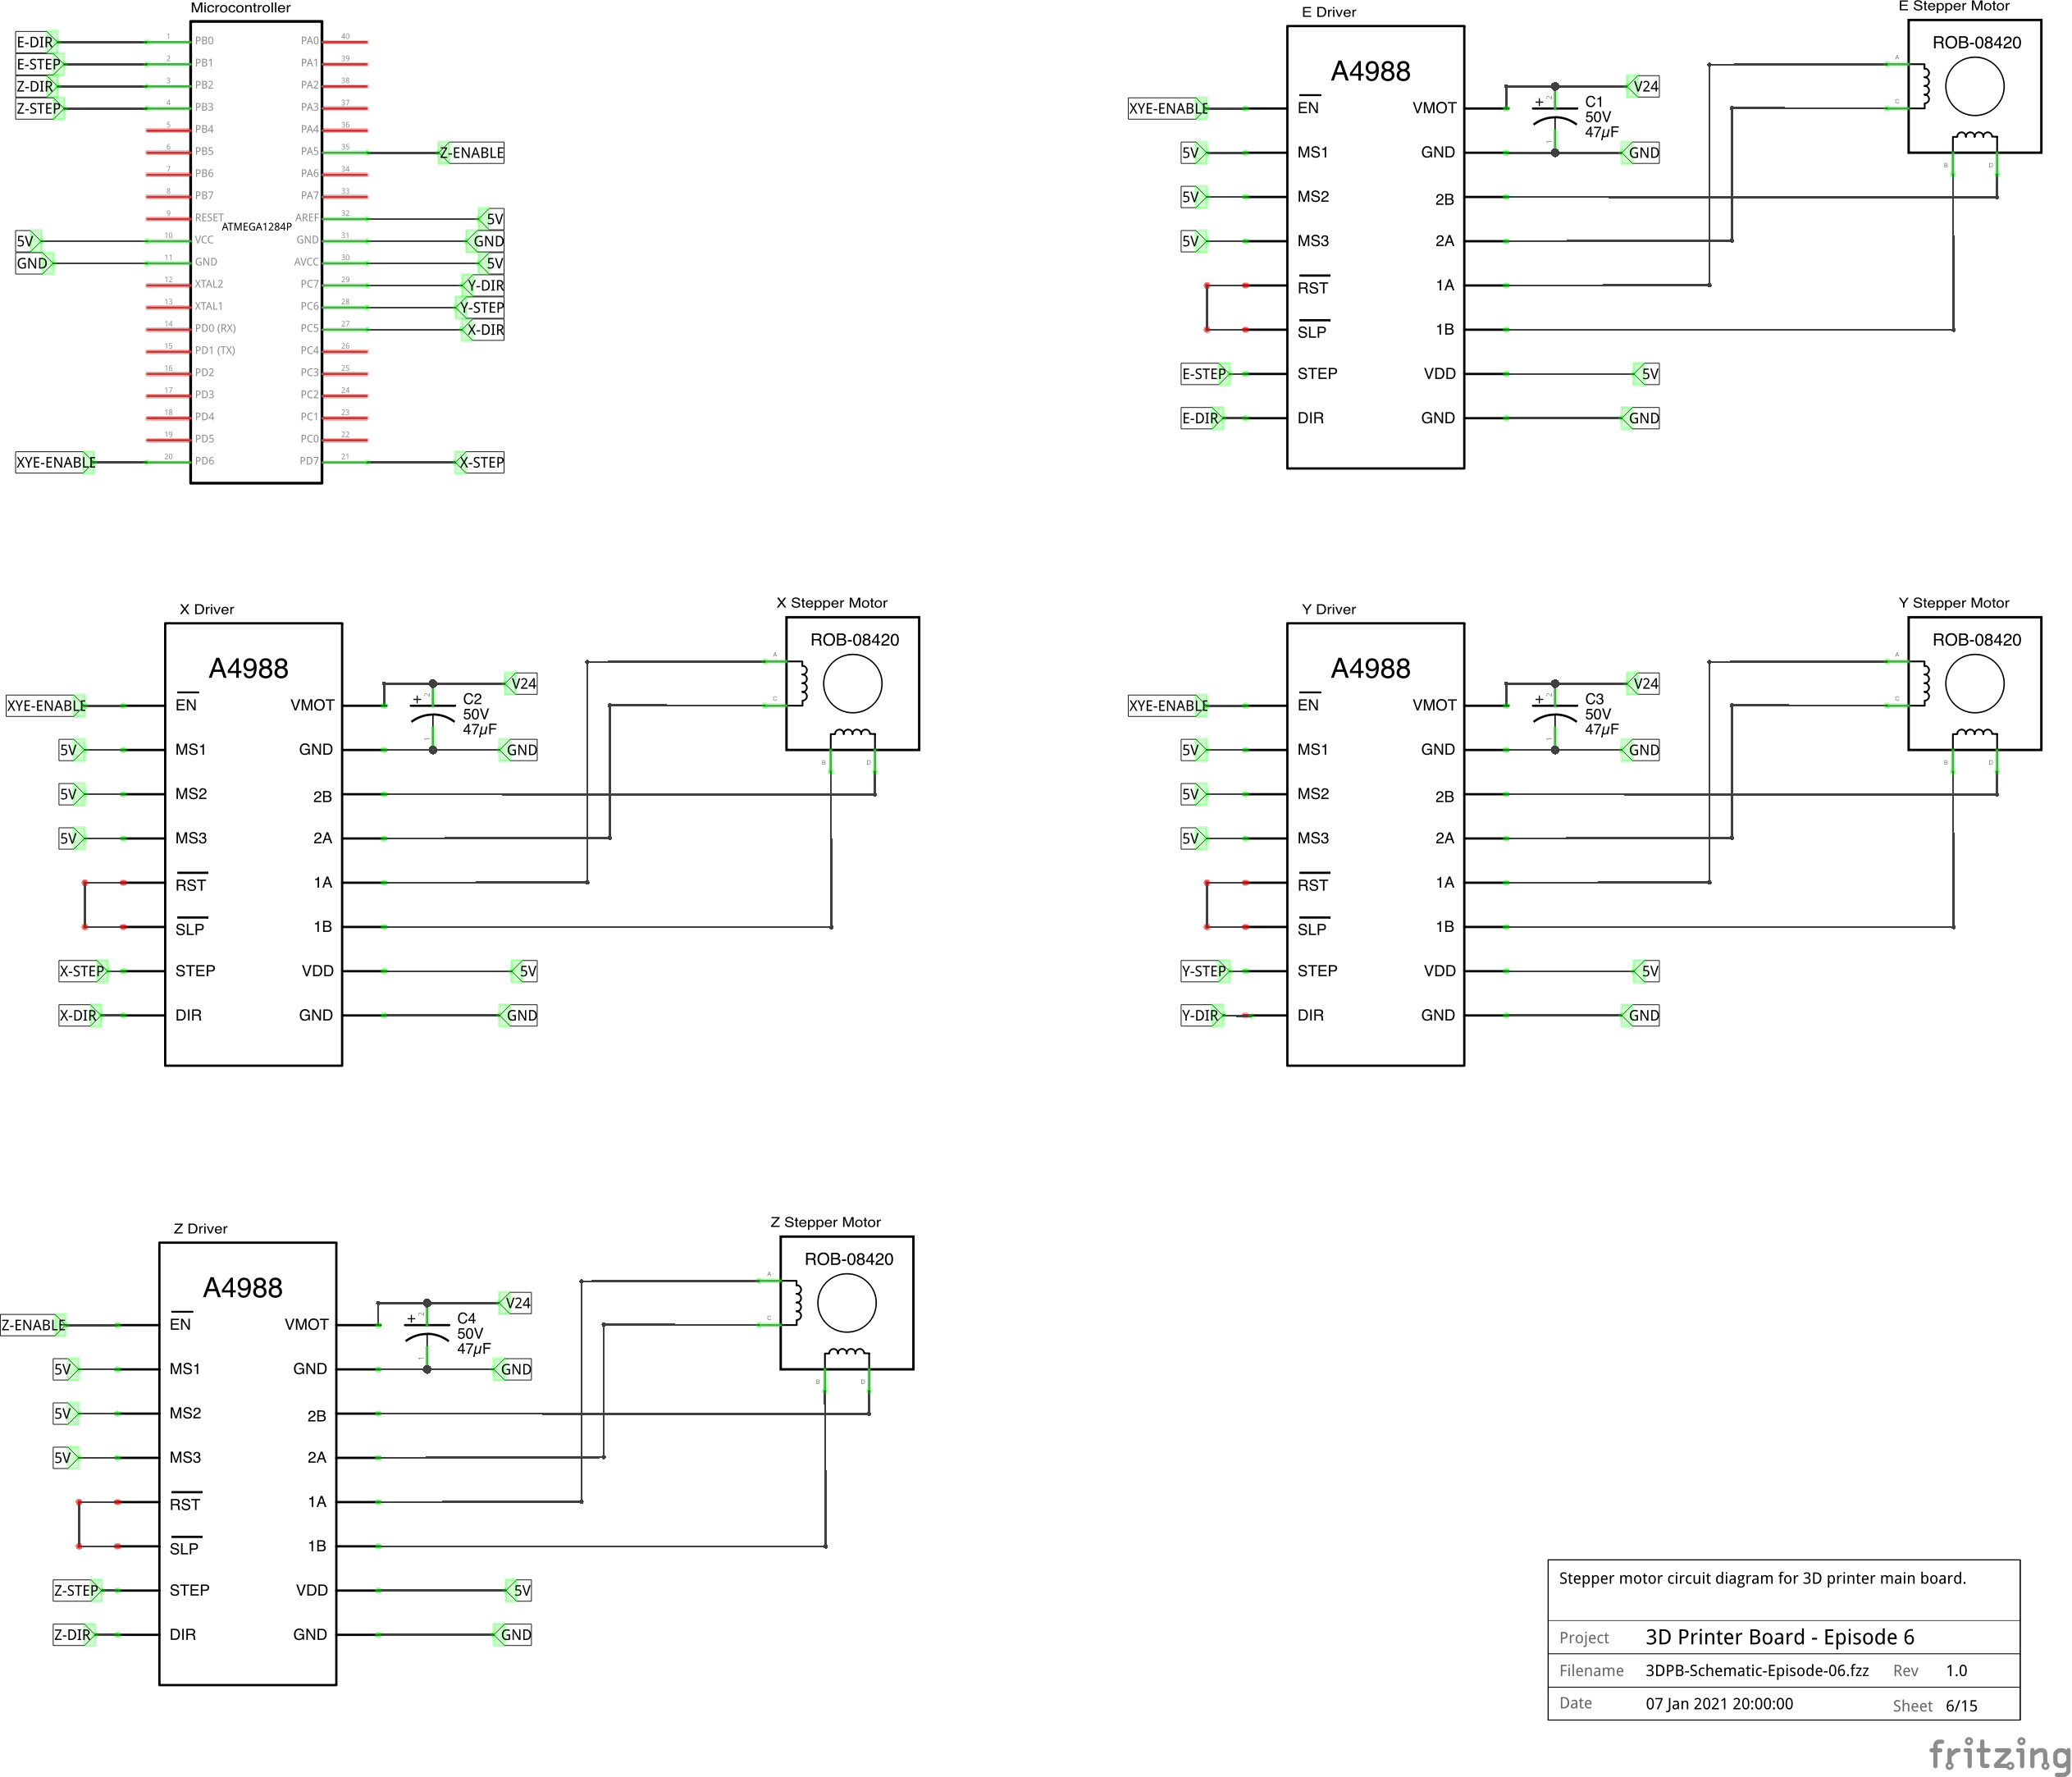 Microcontroller
E-DIR 1 PB0 PA0 40
E-STEP 2 PB1 PA1 39
Z-DIR 3 PB2 PA2 38
Z-STEP 4 PB3 PA3 37
5 PB4 PA4 36
6 PB5 PA5 35 Z-ENABLE
7 PB6 PA6 34
8 PB7 PA7 33
9 RESET AREF 32 5V
ATMEGA1284P
5V 10 VCC GND 31 GND
GND 11 GND AVCC 30 5V
12 XTAL2 PC7 29 Y-DIR
13 XTAL1 PC6 28 Y-STEP
14 PD0 (RX) PC5 27 X-DIR
15 PD1 (TX) PC4 26
16 PD2 PC3 25
17 PD3 PC2 24
18 PD4 PC1 23
19 PD5 PC0 22
XYE-ENABLE 20 PD6 PD7 21 X-STEP
E Driver
E Stepper Motor
ROB-08420
A
C
B D
A4988
V24
XYE-ENABLE EN VMOT
+ 2 C1
50V
47µF
1
5V MS1 GND GND
5V MS2 2B
5V MS3 2A
RST 1A
SLP 1B
E-STEP STEP VDD 5V
E-DIR DIR GND GND
X Driver
X Stepper Motor
ROB-08420
A
C
B D
A4988
V24
XYE-ENABLE EN VMOT
+ 2 C2
50V
47µF
1
5V MS1 GND GND
5V MS2 2B
5V MS3 2A
RST 1A
SLP 1B
X-STEP STEP VDD 5V
X-DIR DIR GND GND
Y Driver
Y Stepper Motor
ROB-08420
A
C
B D
A4988
V24
XYE-ENABLE EN VMOT
+ 2 C3
50V
47µF
1
5V MS1 GND GND
5V MS2 2B
5V MS3 2A
RST 1A
SLP 1B
Y-STEP STEP VDD 5V
Y-DIR DIR GND GND
Z Driver
Z Stepper Motor
ROB-08420
A
C
B D
A4988
V24
Z-ENABLE EN VMOT
+ 2 C4
50V
47µF
1
5V MS1 GND GND
5V MS2 2B
5V MS3 2A
RST 1A
SLP 1B
Z-STEP STEP VDD 5V
Z-DIR DIR GND GND
Stepper motor circuit diagram for 3D printer main board.
Project 3D Printer Board - Episode 6
Filename 3DPB-Schematic-Episode-06.fzz Rev 1.0
Date 07 Jan 2021 20:00:00 Sheet 6/15
fritzing